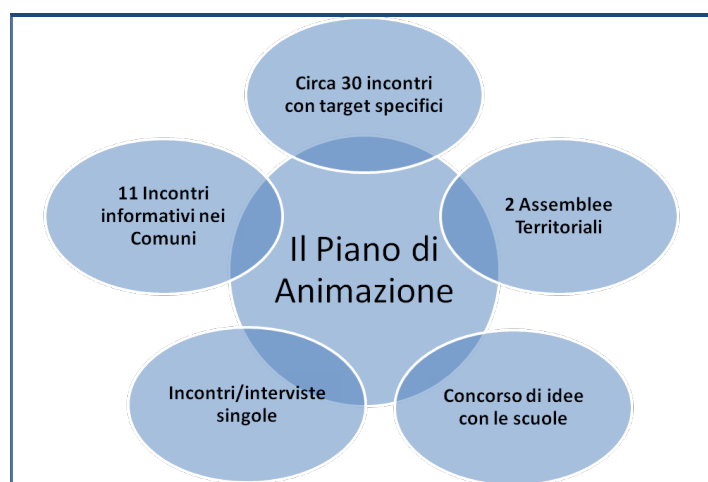 Circa 30 incontri
con target specifici
11 Incontri
informativi nei
Comuni
2 Assemblee
Territoriali
Il Piano di
Animazione
Incontri/interviste
singole
Concorso di idee
con le scuole